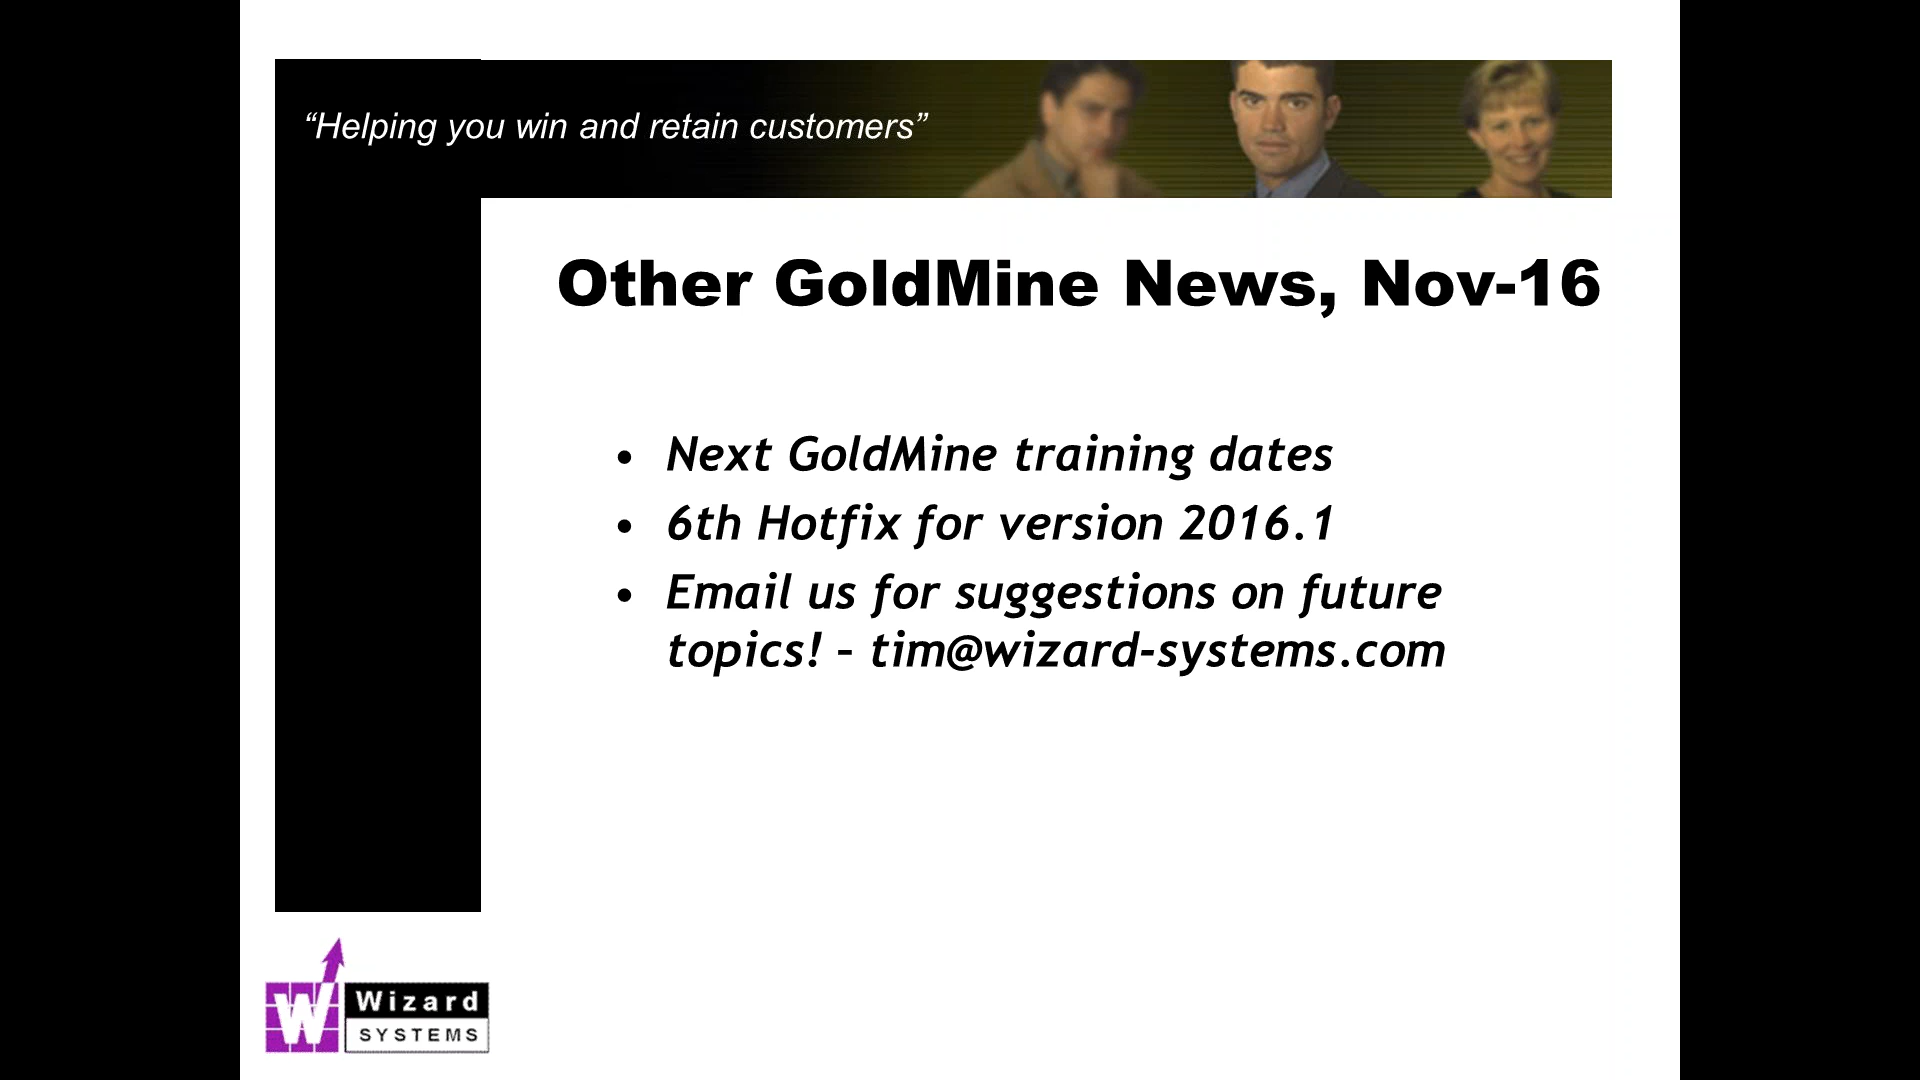 “Helping you win and retain customers”
Other GoldMine News, Nov-16
• Next GoldMine training dates
• 6th Hotfix for version 2016.1
• Email us for suggestions on future
topics! – tim@wizard-systems.com
W
Wizard
SYSTEMS